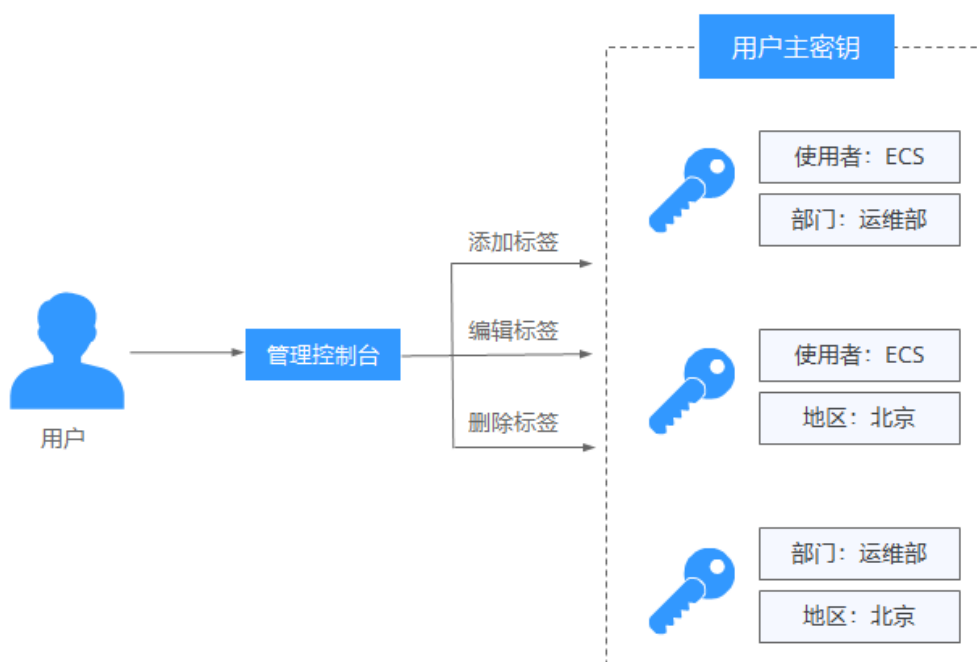 用户主密钥
使用者：ECS
部门：运维部
添加标签
编辑标签
使用者：ECS
管理控制台
地区：北京
删除标签
用户
部门：运维部
地区：北京